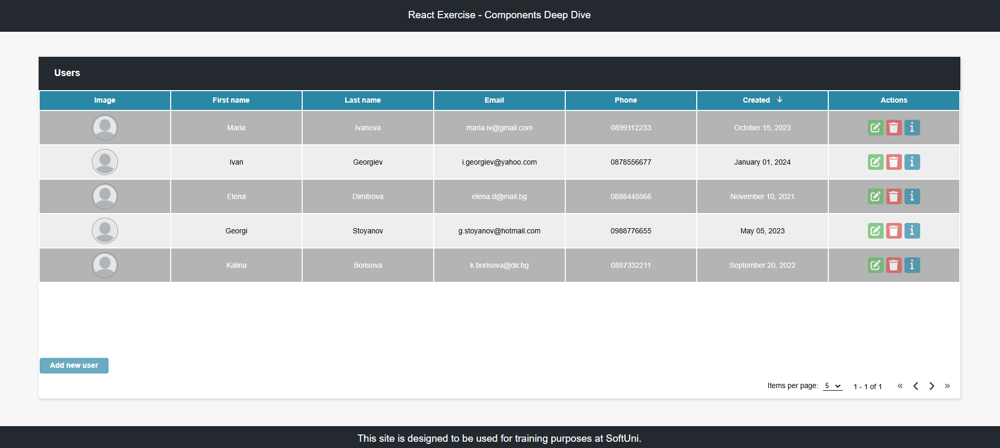 React Exercise - Components Deep Dive
Users
Image First name Last name Email Phone Created Actions
Maria Ivanova maria.iv@gmail.com 0899112233 October 15, 2023
Ivan Georgiev i.georgiev@yahoo.com 0878556677 January 01, 2024
Elena Dimitrova elena.d@mail.bg 0888445566 November 10, 2021
Georgi Stoyanov g.stoyanov@hotmail.com 0988776655 May 05, 2023
Kalina Borisova k.borisova@dir.bg 0887332211 September 20, 2022
Add new user
Items per page: 5 1 - 1 of 1
This site is designed to be used for training purposes at SoftUni.